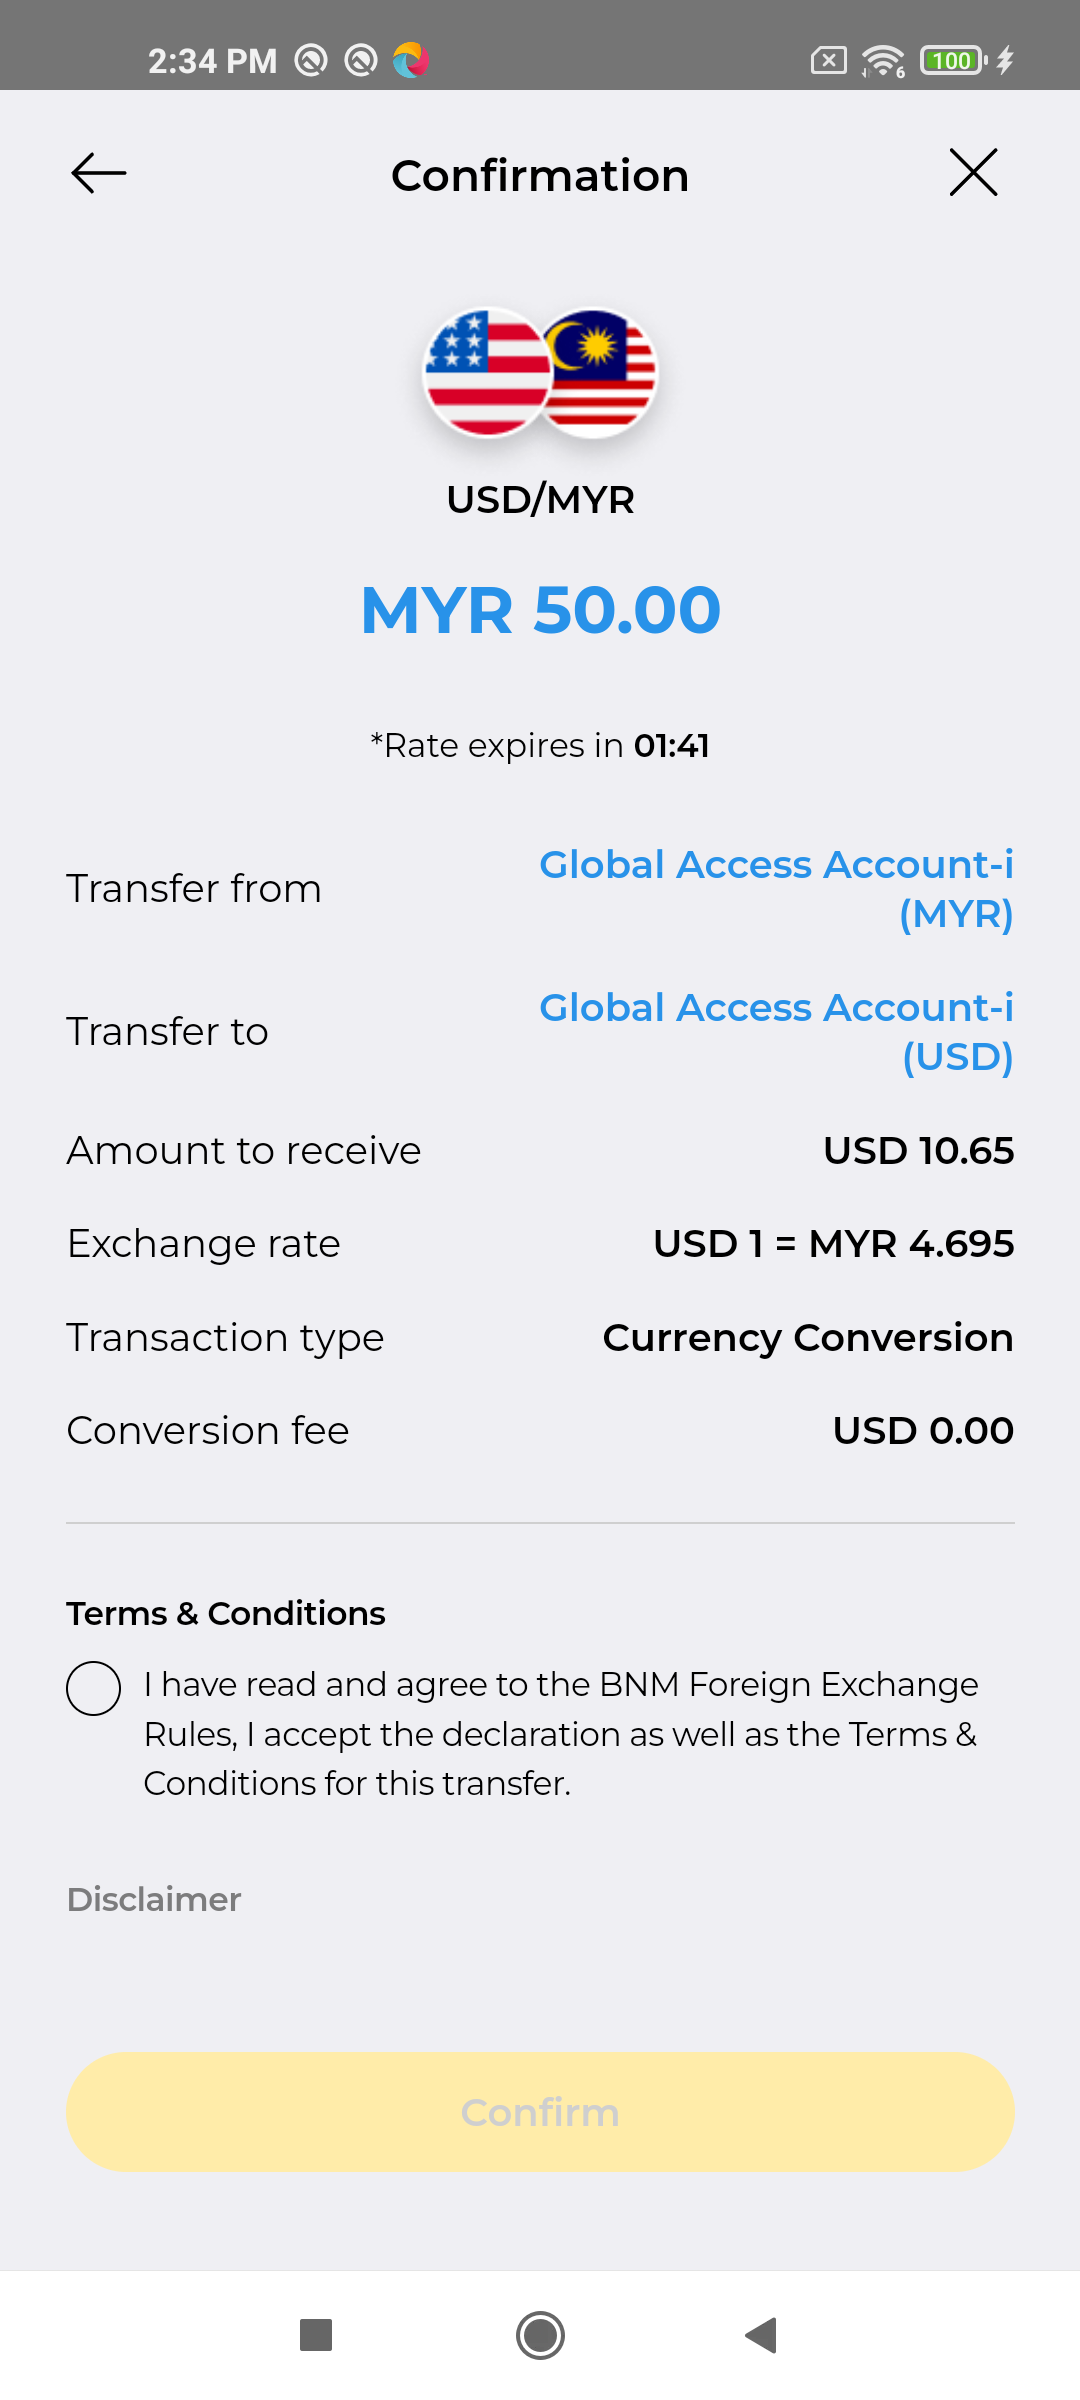 2:34 PM
6
100
Confirmation
USD/MYR
MYR 50.00
*Rate expires in 01:41
Transfer from
Global Access Account-i
(MYR)
Transfer to
Global Access Account-i
(USD)
Amount to receive
USD 10.65
Exchange rate
USD 1 = MYR 4.695
Transaction type
Currency Conversion
Conversion fee
USD 0.00
Terms & Conditions
I have read and agree to the BNM Foreign Exchange
Rules, I accept the declaration as well as the Terms &
Conditions for this transfer.
Disclaimer
Confirm